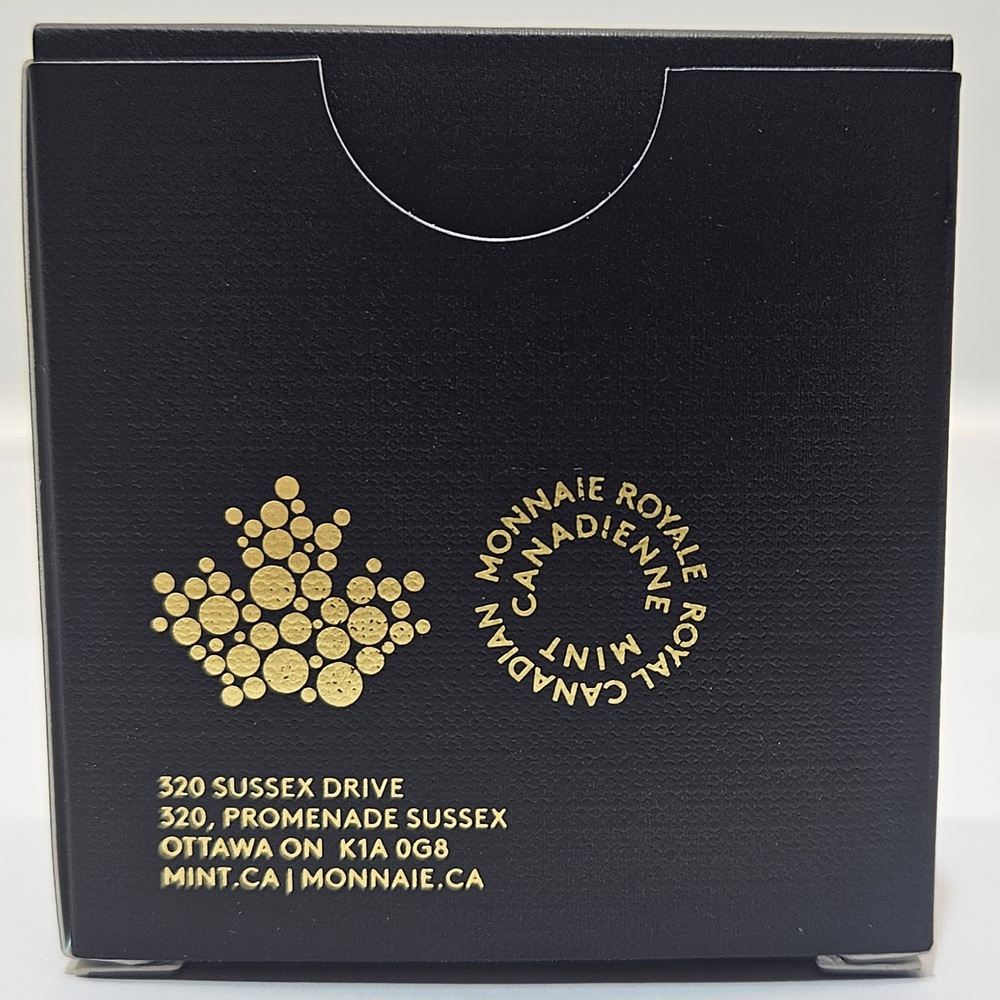 MONNAIE ROYALE
CANADIENNE
ROYAL CANADIAN
MINT
320 SUSSEX DRIVE
320, PROMENADE SUSSEX
OTTAWA ON K1A 0G8
MINT.CA | MONNAIE.CA